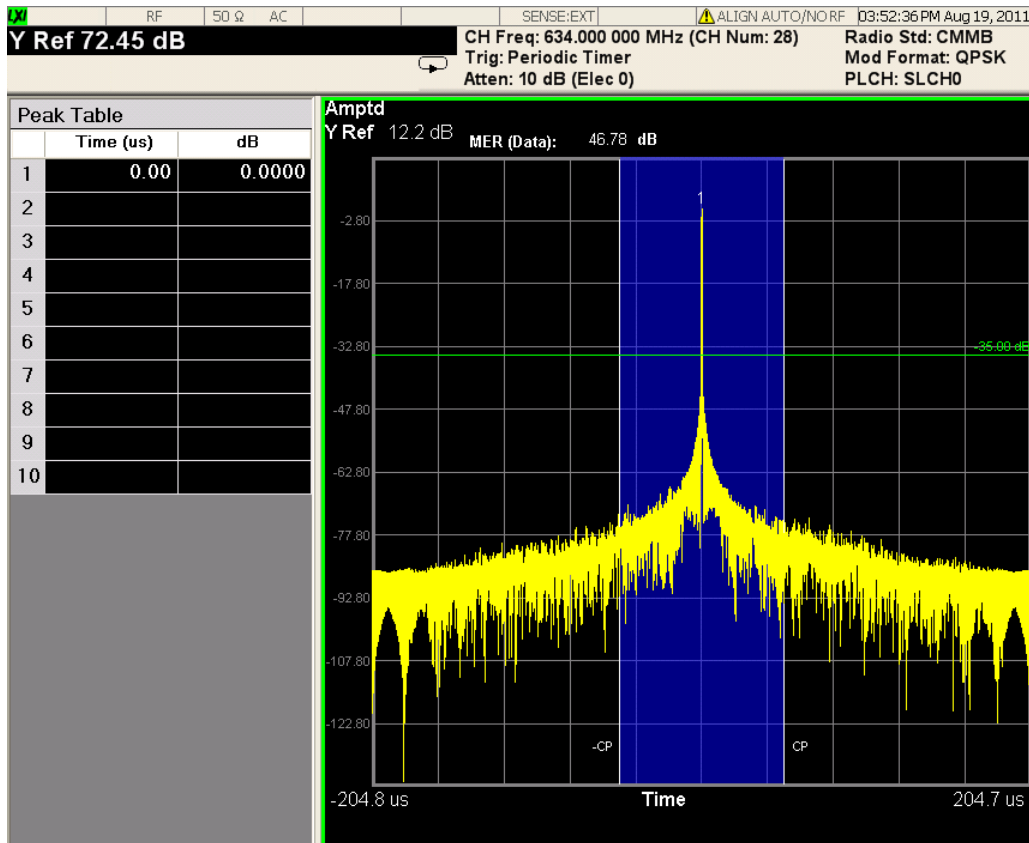 LXI RF 50 Ω AC SENSE:EXT ALIGN AUTO/NO RF 03:52:36 PM Aug 19, 2011
Y Ref 72.45 dB
CH Freq: 634.000 000 MHz (CH Num: 28) Radio Std: CMMB
Trig: Periodic Timer Mod Format: QPSK
Atten: 10 dB (Elec 0) PLCH: SLCH0
Peak Table
Time (us) dB
1 0.00 0.0000
2
3
4
5
6
7
8
9
10
Amptd
Y Ref 12.2 dB MER (Data): 46.78 dB
1
-2.80
-17.80
-32.80
-35.00 dB
-47.80
-62.80
-77.80
-92.80
-107.80
-122.80
-CP CP
-204.8 us Time 204.7 us